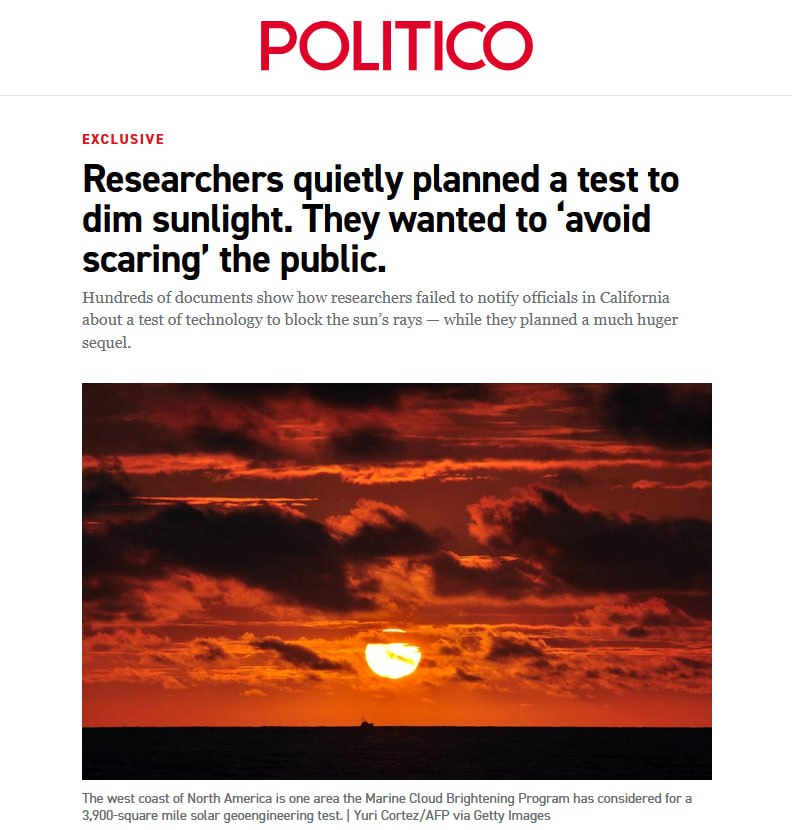 POLITICO
EXCLUSIVE
Researchers quietly planned a test to
dim sunlight. They wanted to ‘avoid
scaring’ the public.
Hundreds of documents show how researchers failed to notify officials in California
about a test of technology to block the sun’s rays — while they planned a much huger
sequel.
The west coast of North America is one area the Marine Cloud Brightening Program has considered for a
3,900-square mile solar geoengineering test. | Yuri Cortez/AFP via Getty Images